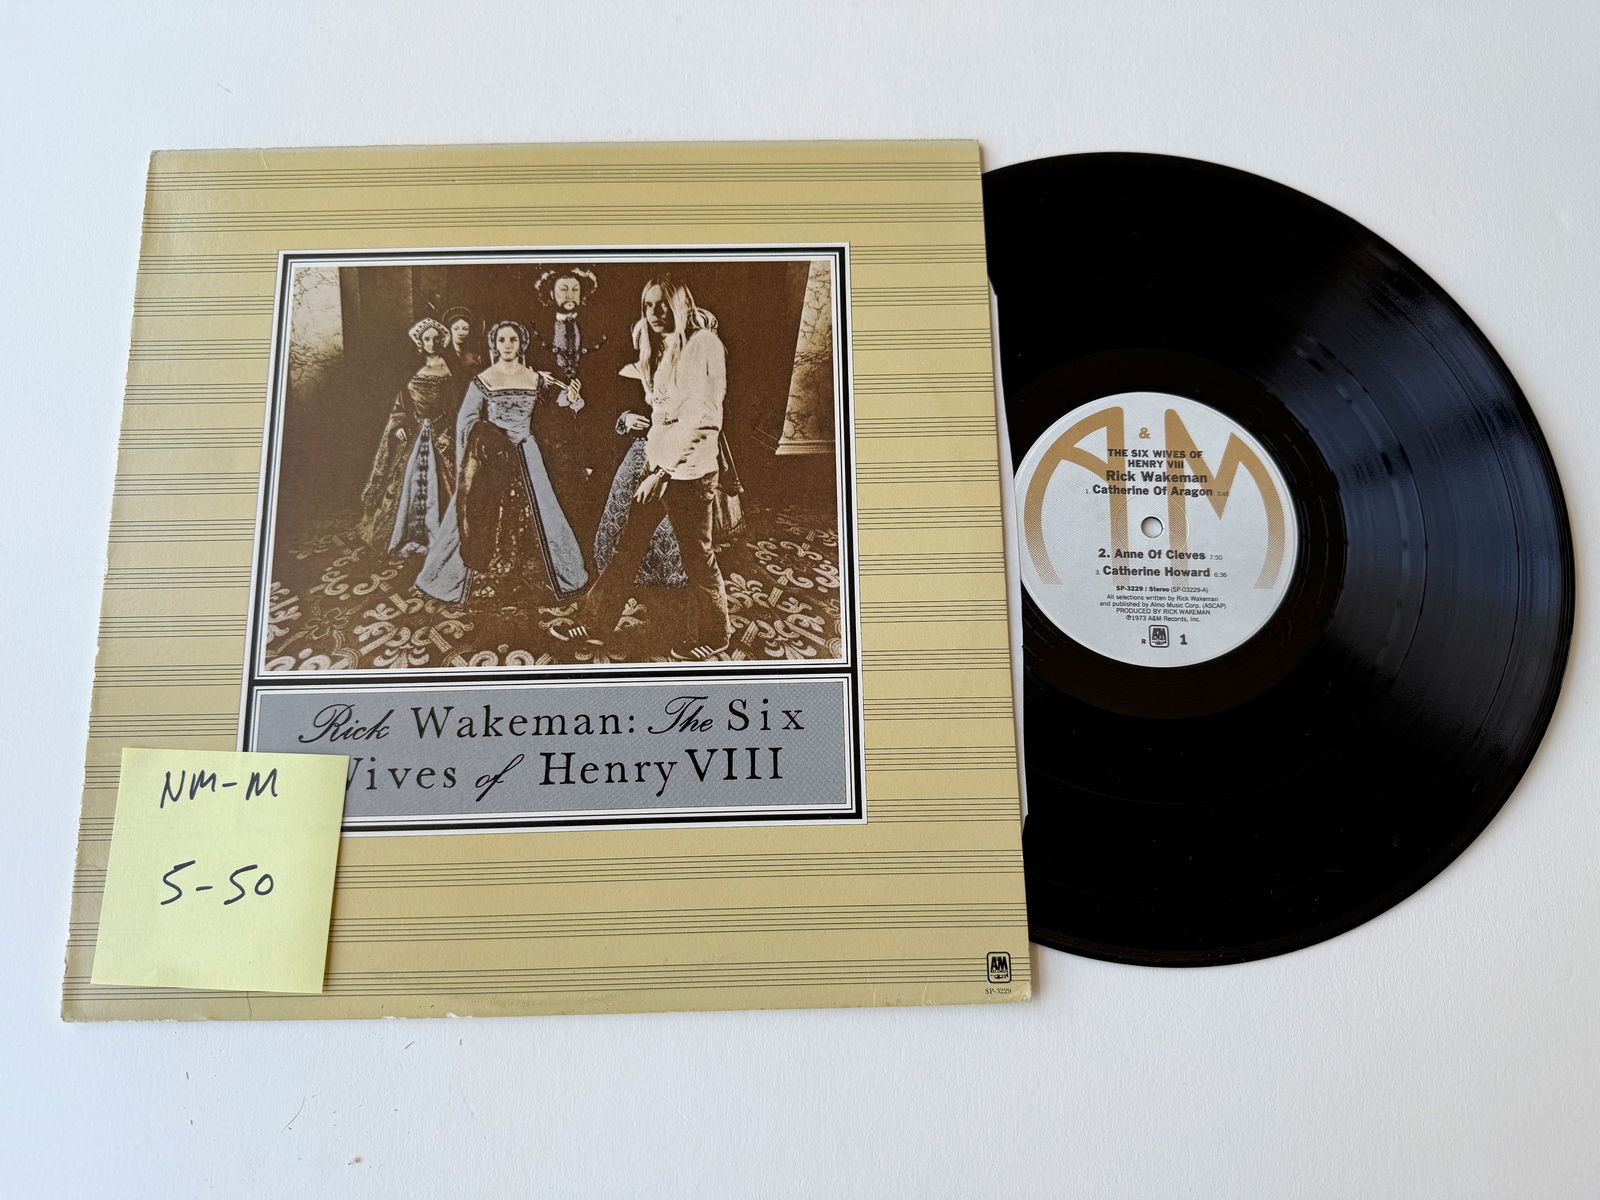 Rick Wakeman: The Six
Wives of Henry VIII
NM-M
5-50
A&M
RECORDS
SP-3229
A&M
THE SIX WIVES OF
HENRY VIII
Rick Wakeman
1. Catherine Of Aragon 3:45
2. Anne Of Cleves 7:50
3. Catherine Howard 6:36
SP-3229 / Stereo (SP-03229-A)
All selections written by Rick Wakeman
and published by Almo Music Corp. (ASCAP)
PRODUCED BY RICK WAKEMAN
℗1973 A&M Records, Inc.
R A&M 1